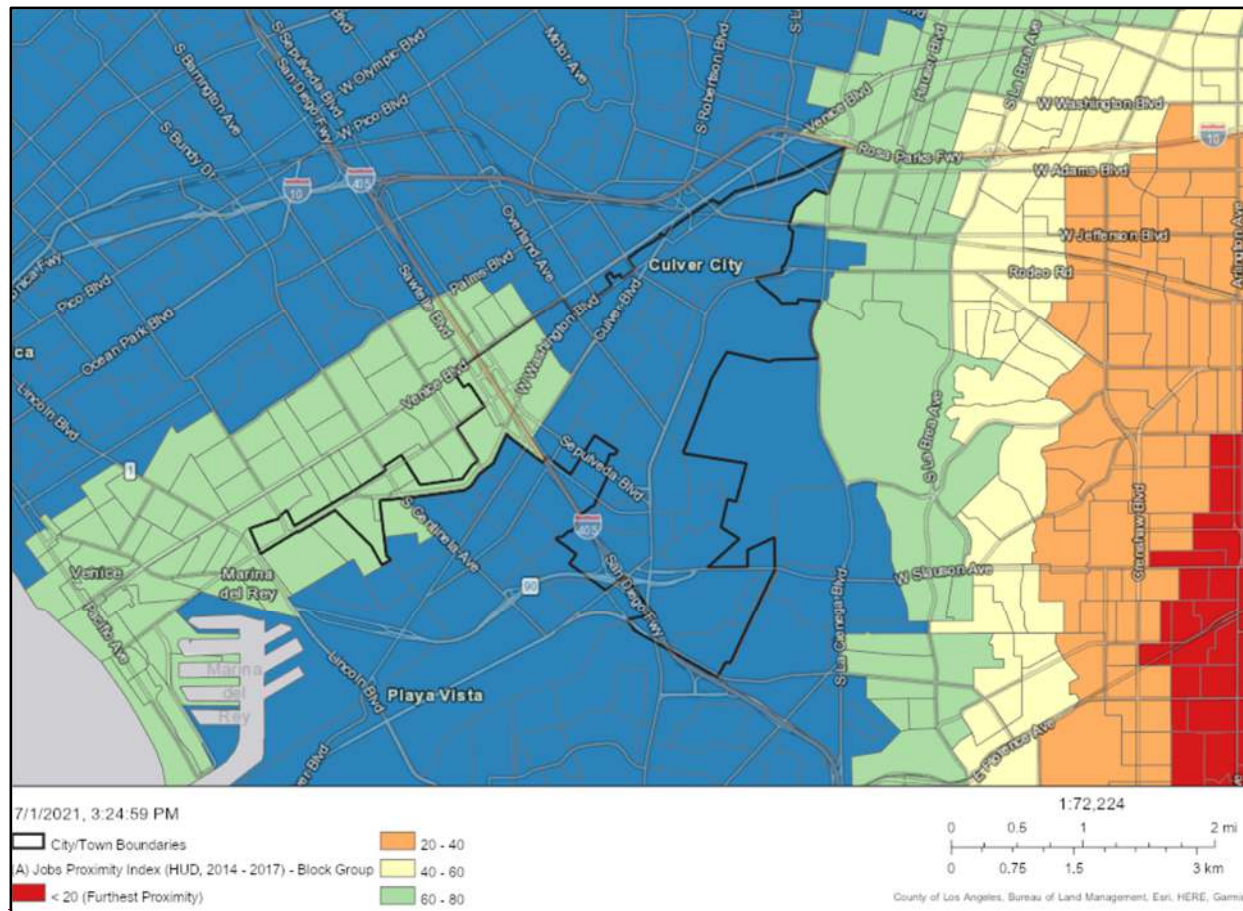 S Sepulveda Blvd
San Diego Fwy
S Barrington Ave
W Olympic Blvd
W Pico Blvd
Motor Ave
S Robertson Blvd
Hauser Blvd
S La Brea Ave
W Washington Blvd
Venice Blvd
Rosa Parks Fwy
10
W Adams Blvd
S Bundy Dr
10
405
Overland Ave
Palms Blvd
Sawtelle Blvd
Culver City
W Jefferson Blvd
Rodeo Rd
Arlington Ave
Pico Blvd
Ocean Park Blvd
ca
Lincoln Blvd
W Washington Blvd
Culver Blvd
Venice Blvd
1
Sepulveda Blvd
S La Brea Ave
Crenshaw Blvd
S Centinela Ave
405
Venice
Marina
del Rey
90
San Diego Fwy
W Slauson Ave
S La Cienega Blvd
Pacific Ave
Marina
del
Rey
Lincoln Blvd
Playa Vista
E Florence Ave
7/1/2021, 3:24:59 PM
City/Town Boundaries
(A) Jobs Proximity Index (HUD, 2014 - 2017) - Block Group
< 20 (Furthest Proximity)
20 - 40
40 - 60
60 - 80
1:72,224
0 0.5 1 2 mi
0 0.75 1.5 3 km
County of Los Angeles, Bureau of Land Management, Esri, HERE, Garmi